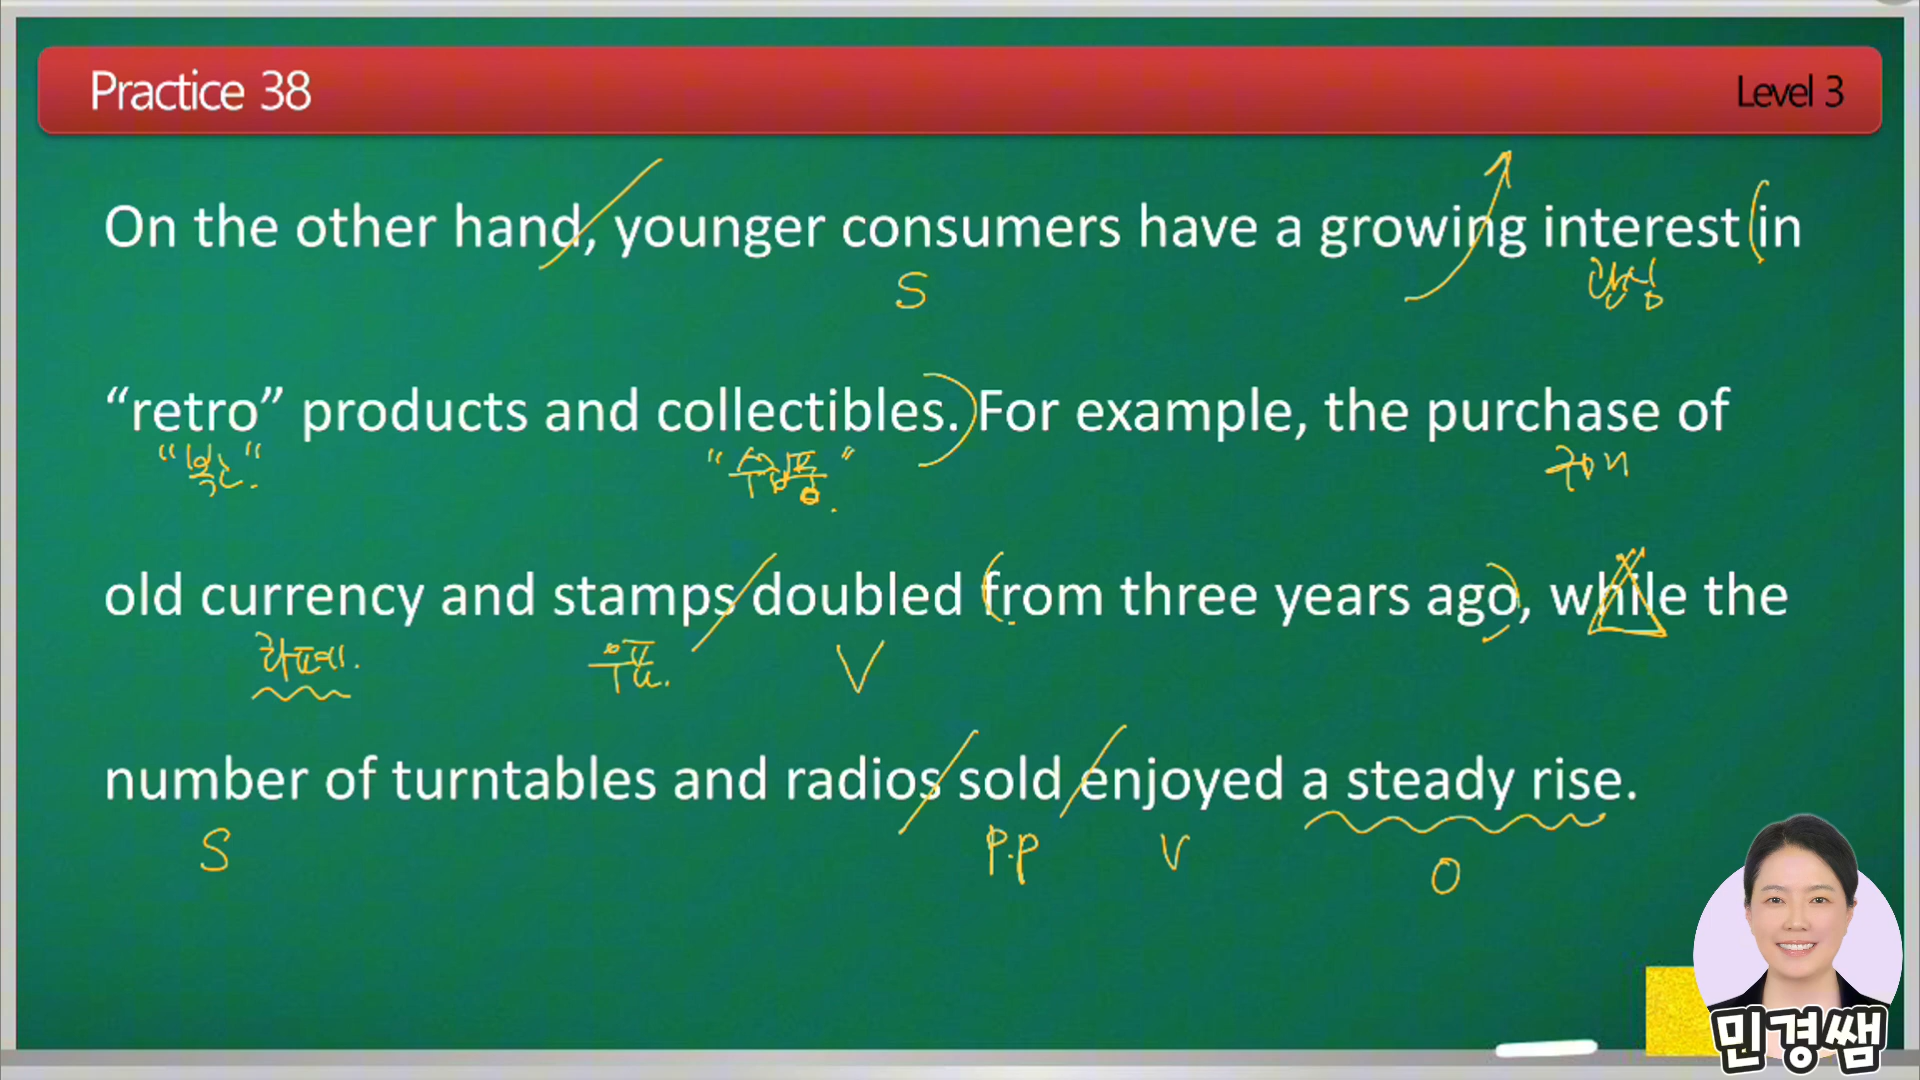 Practice 38
Level 3
On the other hand, younger consumers have a growing interest in
S
관심
“retro” products and collectibles. For example, the purchase of
“복고”
“수집품”
구매
old currency and stamps doubled from three years ago, while the
화폐.
우표.
V
number of turntables and radios sold enjoyed a steady rise.
S
P.P
V
O
민경쌤